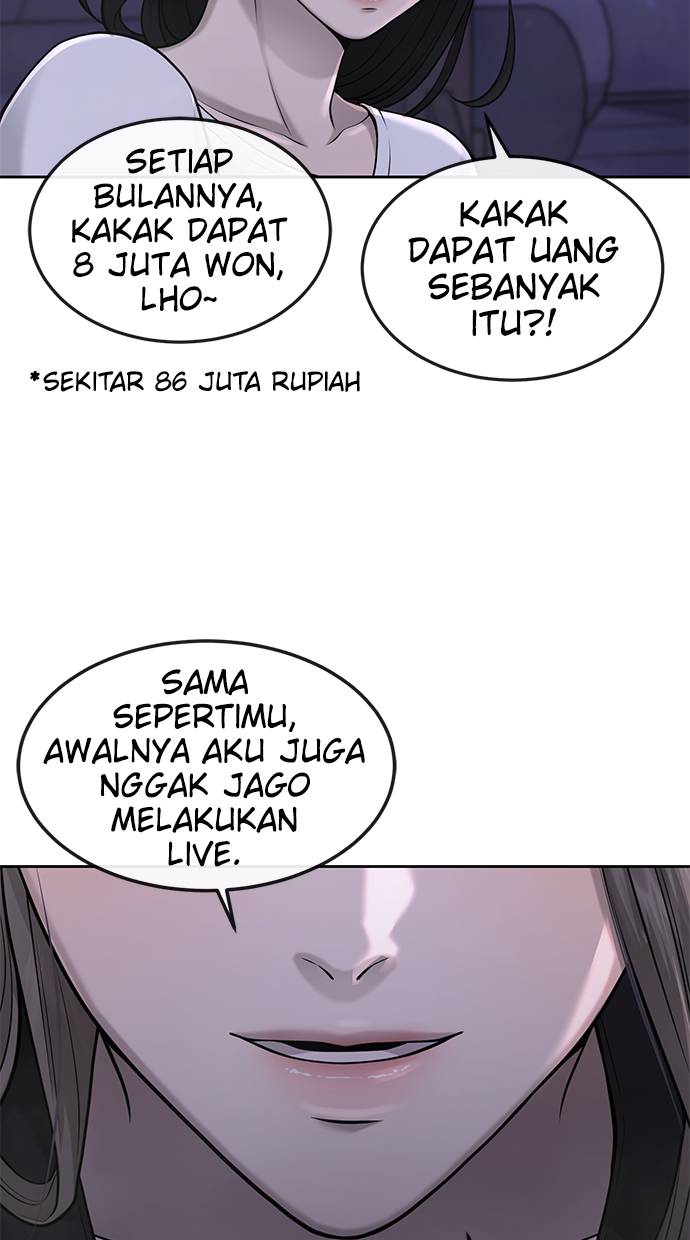 SETIAP
BULANNYA,
KAKAK DAPAT
8 JUTA WON,
LHO~
KAKAK
DAPAT UANG
SEBANYAK
ITU?!
*SEKITAR 86 JUTA RUPIAH
SAMA
SEPERTIMU,
AWALNYA AKU JUGA
NGGAK JAGO
MELAKUKAN
LIVE.